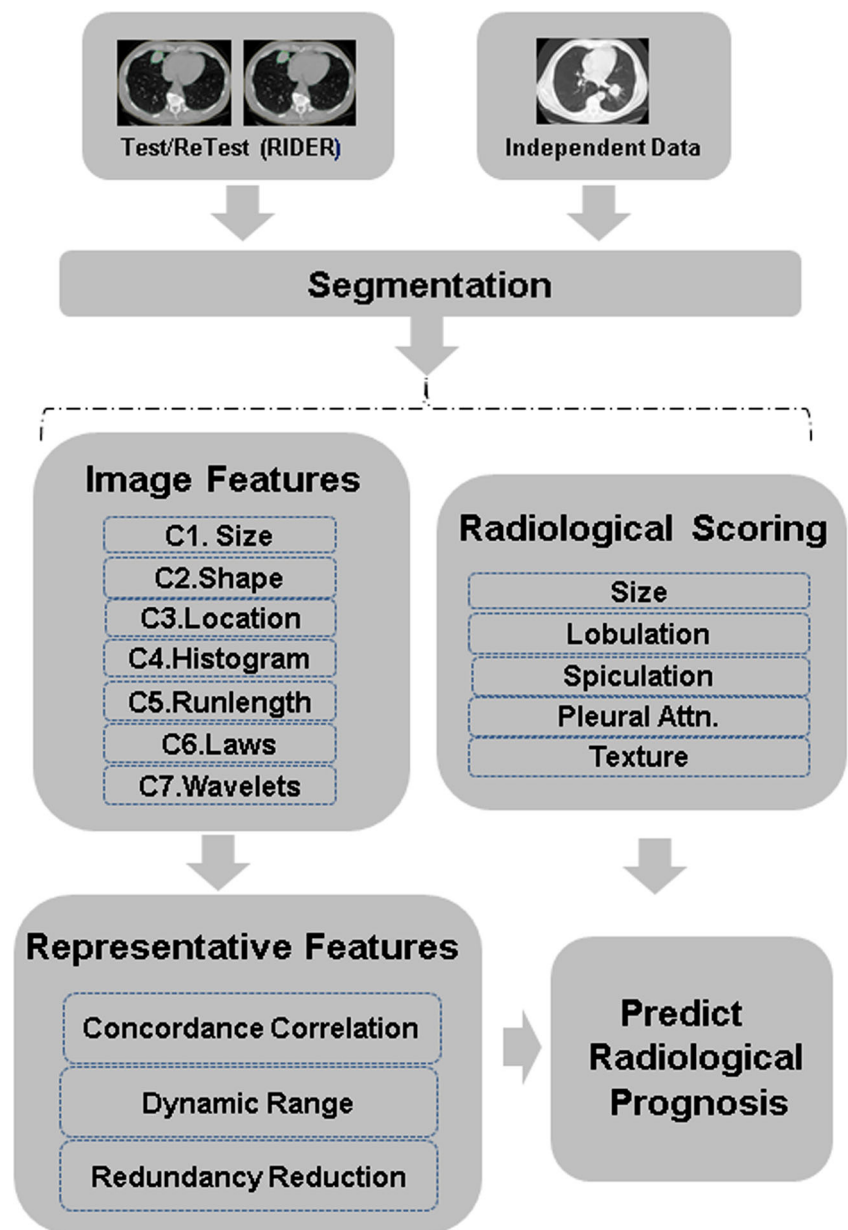 Test/ReTest (RIDER)
Independent Data
Segmentation
Image Features
C1. Size
C2.Shape
C3.Location
C4.Histogram
C5.Runlength
C6.Laws
C7.Wavelets
Radiological Scoring
Size
Lobulation
Spiculation
Pleural Attn.
Texture
Representative Features
Concordance Correlation
Dynamic Range
Redundancy Reduction
Predict
Radiological
Prognosis